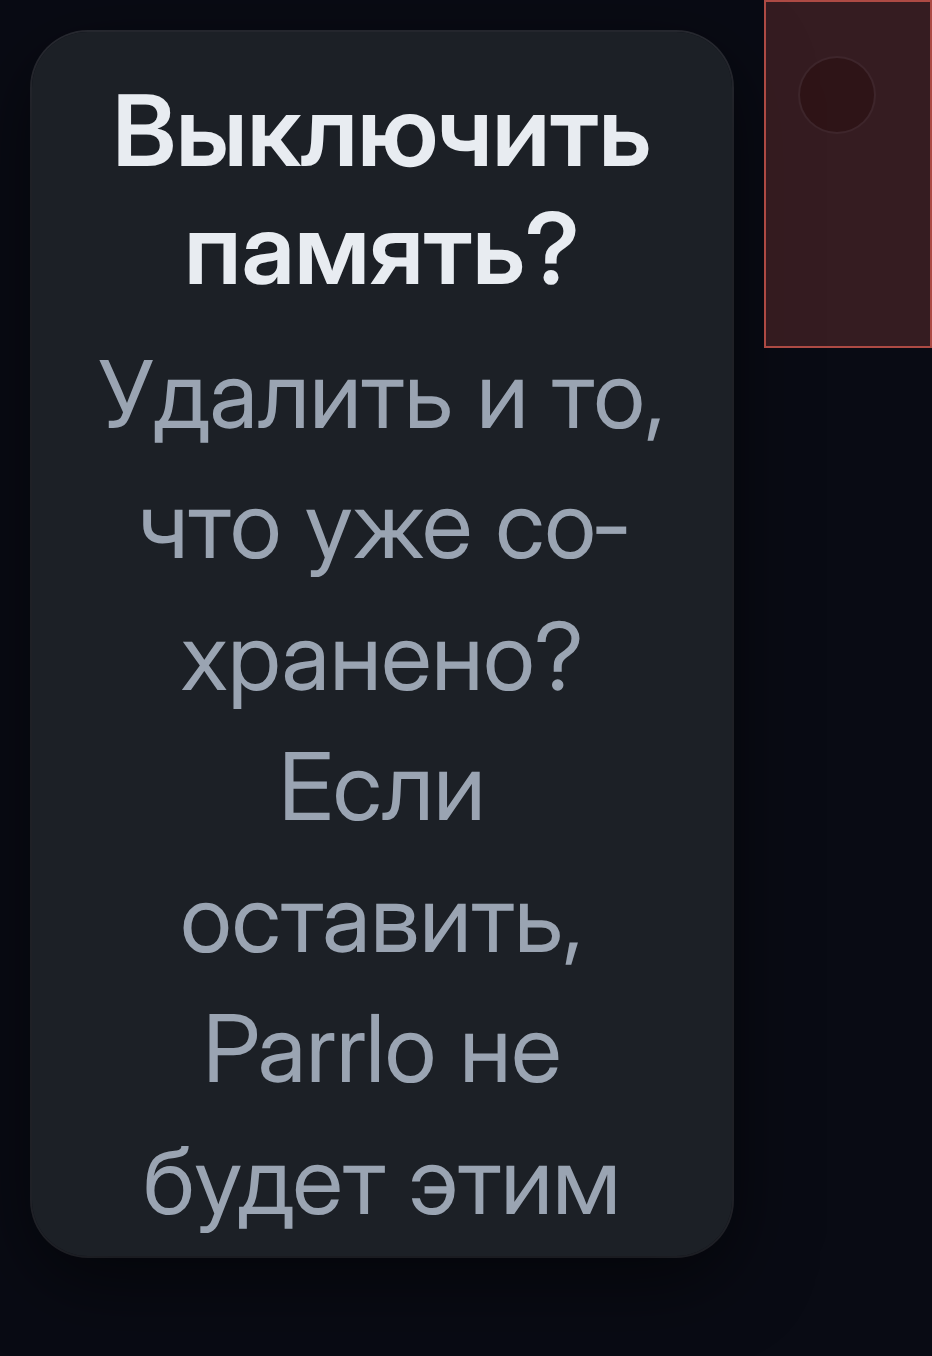 Выключить
память?
Удалить и то,
что уже со-
хранено?
Если
оставить,
Parrlo не
будет этим